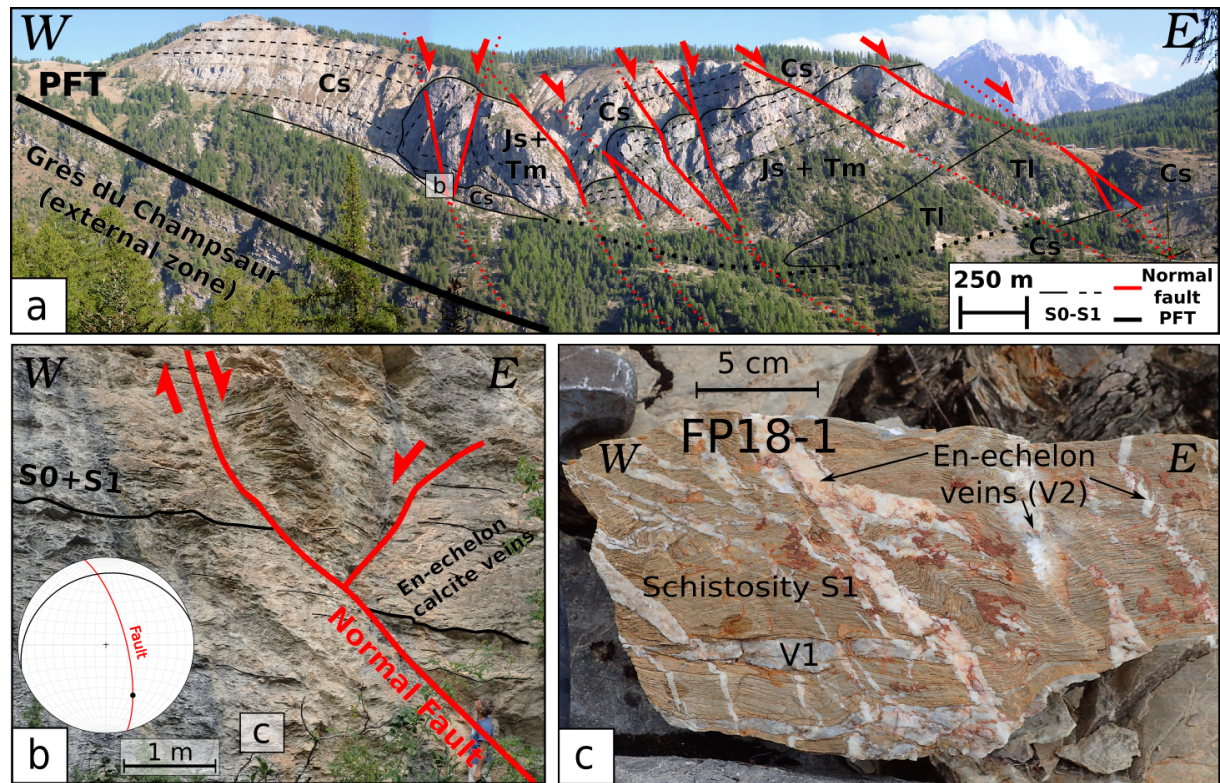 W
E
PFT
Cs
Cs
Cs
Js+
Tm
Js + Tm
Tl
Tl
Cs
Cs
Cs
b
Gres du Champsaur
(external zone)
250 m
S0-S1
Normal
fault
PFT
a
W
E
S0+S1
En-echelon
calcite veins
Normal Fault
Fault
c
1 m
b
5 cm
FP18-1
W
E
En-echelon
veins (V2)
Schistosity S1
V1
c